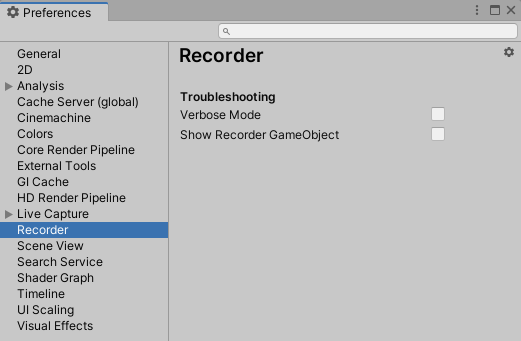 Preferences
General
2D
Analysis
Cache Server (global)
Cinemachine
Colors
Core Render Pipeline
External Tools
GI Cache
HD Render Pipeline
Live Capture
Recorder
Scene View
Search Service
Shader Graph
Timeline
UI Scaling
Visual Effects
Recorder
Troubleshooting
Verbose Mode
Show Recorder GameObject